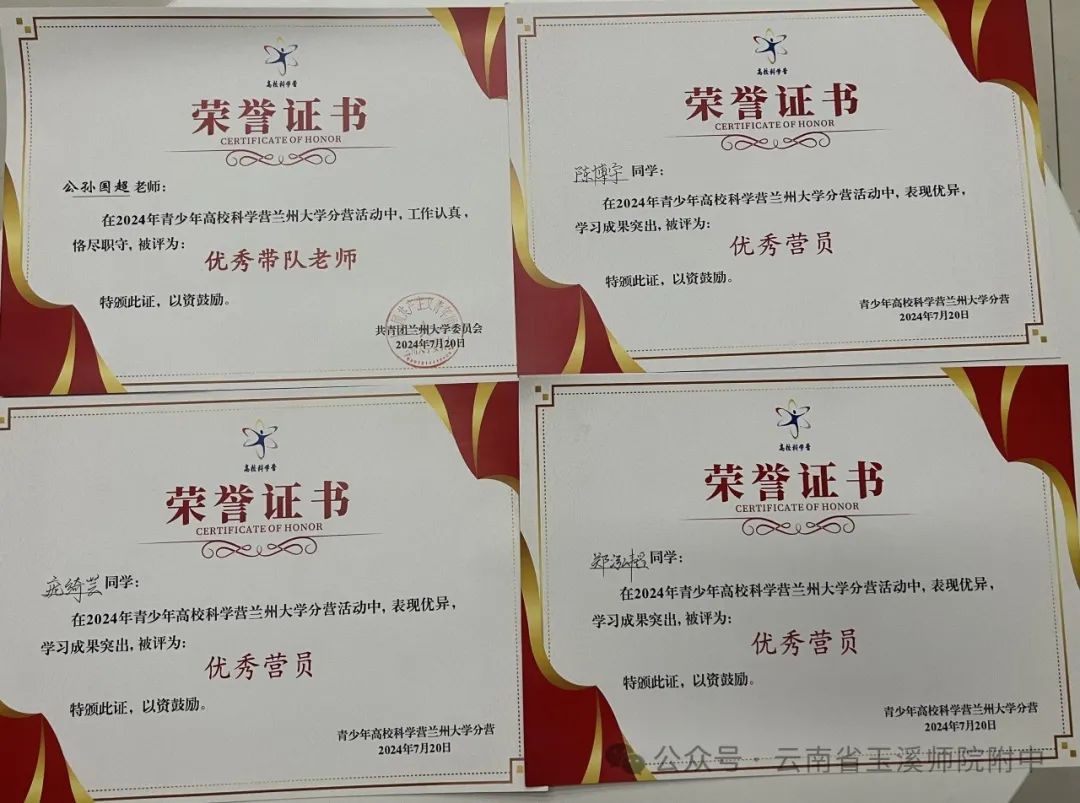 高校科学营
荣誉证书
CERTIFICATE OF HONOR
公孙国超 老师：
在2024年青少年高校科学营兰州大学分营活动中，工作认真，
恪尽职守，被评为：
优秀带队老师
特颁此证，以资鼓励。
共青团兰州大学委员会
2024年7月20日
高校科学营
荣誉证书
CERTIFICATE OF HONOR
陈博宇 同学：
在2024年青少年高校科学营兰州大学分营活动中，表现优异，
学习成果突出，被评为：
优秀营员
特颁此证，以资鼓励。
青少年高校科学营兰州大学分营
2024年7月20日
高校科学营
荣誉证书
CERTIFICATE OF HONOR
绮芸 同学：
在2024年青少年高校科学营兰州大学分营活动中，表现优异，
学习成果突出，被评为：
优秀营员
特颁此证，以资鼓励。
青少年高校科学营兰州大学分营
2024年7月20日
高校科学营
荣誉证书
CERTIFICATE OF HONOR
郑泓韬 同学：
在2024年青少年高校科学营兰州大学分营活动中，表现优异，
学习成果突出，被评为：
优秀营员
特颁此证，以资鼓励。
青少年高校科学营兰州大学分营
2024年7月20日
公众号 · 云南省玉溪师院附中